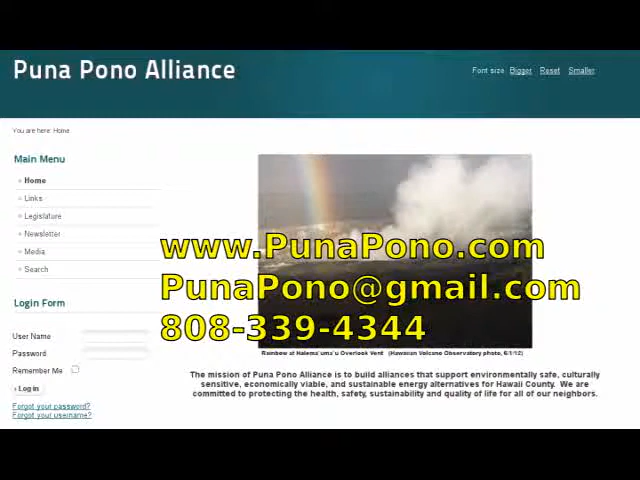 Puna Pono Alliance
Font size Bigger Reset Smaller
You are here: Home
Main Menu
Home
Links
Legislature
Newsletter
Media
Search
Login Form
User Name
Password
Remember Me
Log in
Forgot your password?
Forgot your username?
www.PunaPono.com
PunaPono@gmail.com
808-339-4344
Rainbow at Halema'uma'u Overlook Vent (Hawaiian Volcano Observatory photo, 6/1/12)
The mission of Puna Pono Alliance is to build alliances that support environmentally safe, culturally
sensitive, economically viable, and sustainable energy alternatives for Hawaii County. We are
committed to protecting the health, safety, sustainability and quality of life for all of our neighbors.